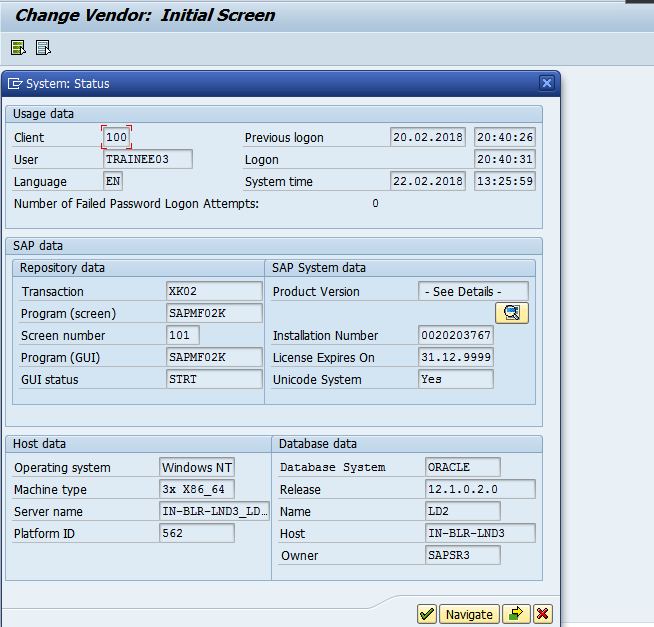 Change Vendor: Initial Screen
System: Status
Usage data
Client 100 Previous logon 20.02.2018 20:40:26
User TRAINEE03 Logon 20:40:31
Language EN System time 22.02.2018 13:25:59
Number of Failed Password Logon Attempts: 0
SAP data
Repository data
Transaction XK02
Program (screen) SAPMF02K
Screen number 101
Program (GUI) SAPMF02K
GUI status STRT
SAP System data
Product Version - See Details -
Installation Number 0020203767
License Expires On 31.12.9999
Unicode System Yes
Host data
Operating system Windows NT
Machine type 3x X86_64
Server name IN-BLR-LND3_LD…
Platform ID 562
Database data
Database System ORACLE
Release 12.1.0.2.0
Name LD2
Host IN-BLR-LND3
Owner SAPSR3
Navigate